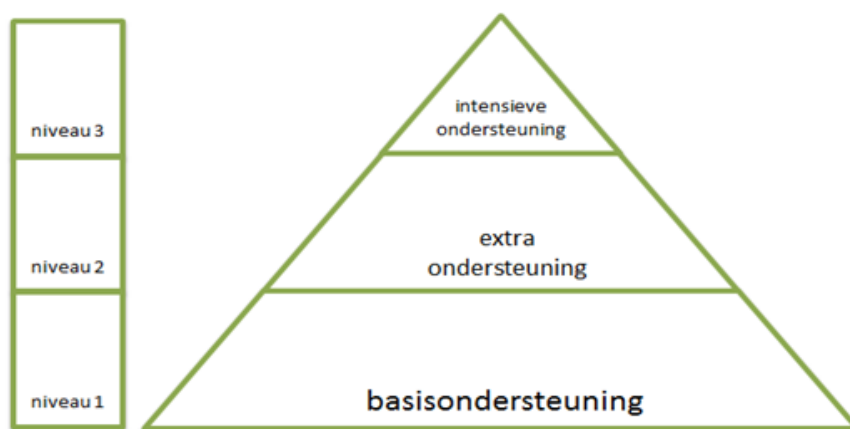 niveau 3
intensieve
ondersteuning
niveau 2
extra
ondersteuning
niveau 1
basisondersteuning